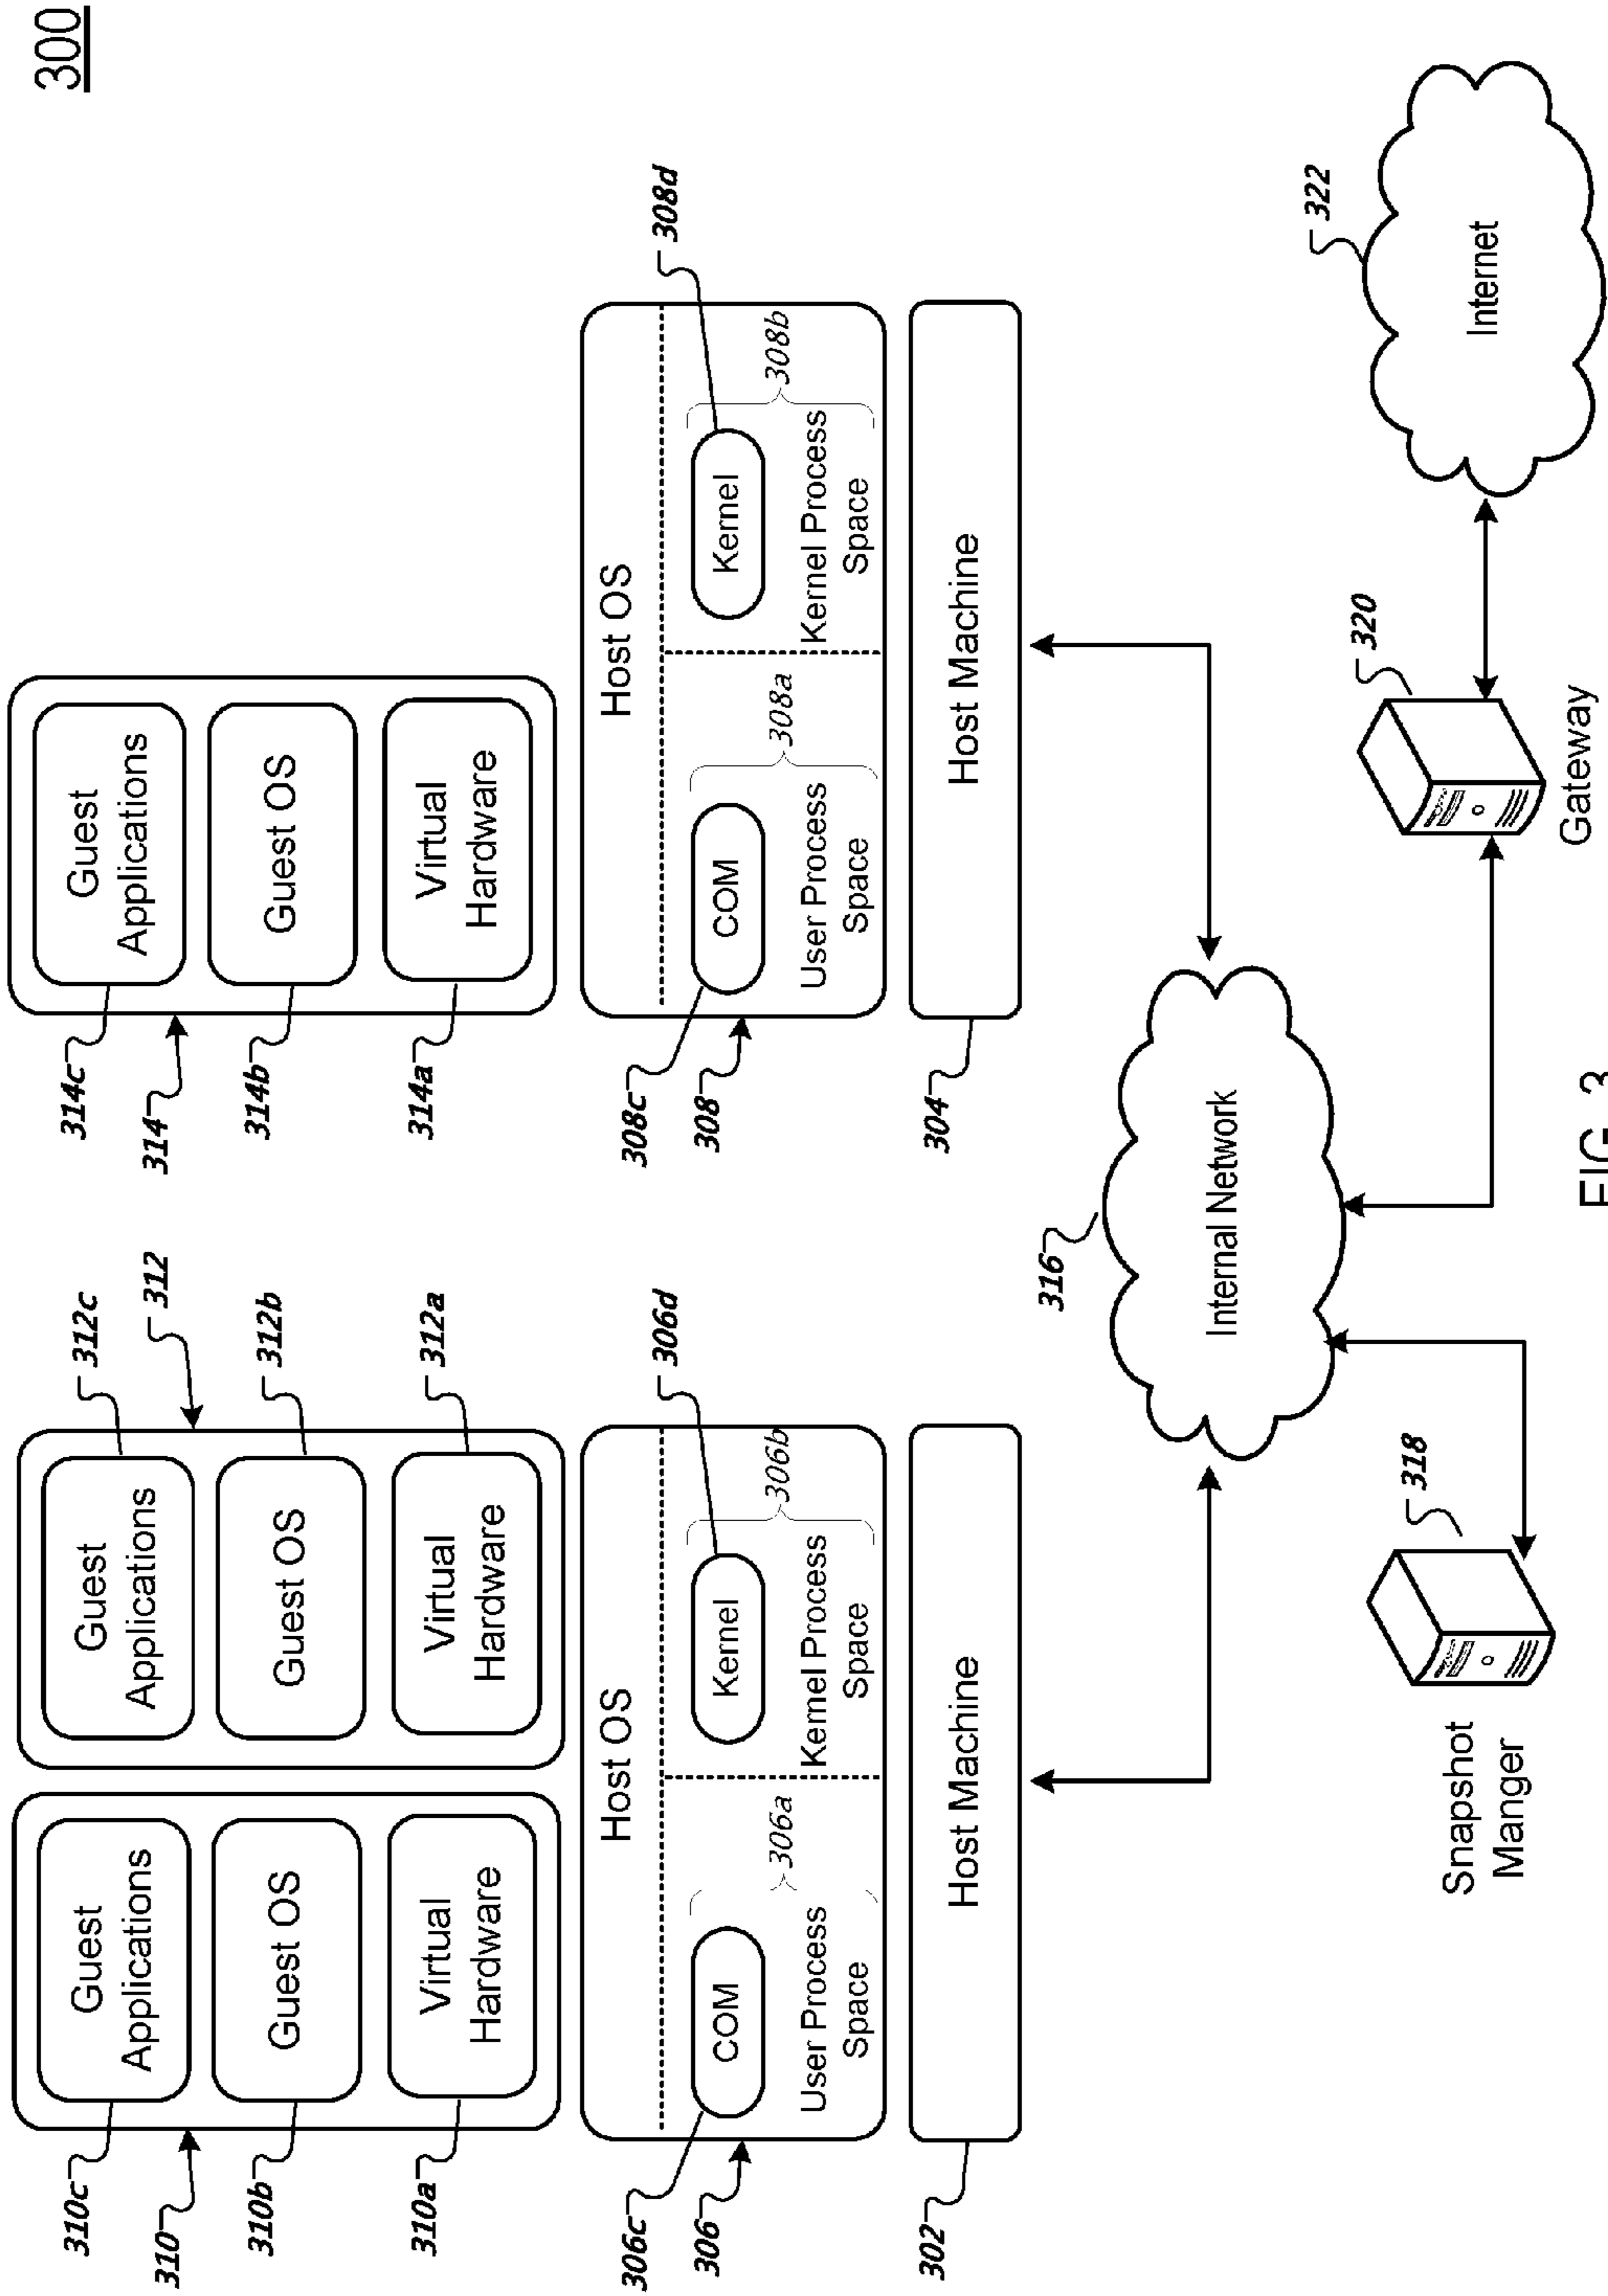 300
310c
Guest
Applications
310
310b
Guest OS
310a
Virtual
Hardware
Guest
Applications
312c
312
Guest OS
312b
Virtual
Hardware
312a
314c
Guest
Applications
314
314b
Guest OS
314a
Virtual
Hardware
Host OS
306c
COM
306
User Process
Space
306a
Kernel
306d
Kernel Process
Space
306b
Host OS
308c
COM
308
User Process
Space
308a
Kernel
308d
Kernel Process
Space
308b
302
Host Machine
304
Host Machine
316
Internal Network
318
Snapshot
Manger
320
Gateway
322
Internet
FIG. 3